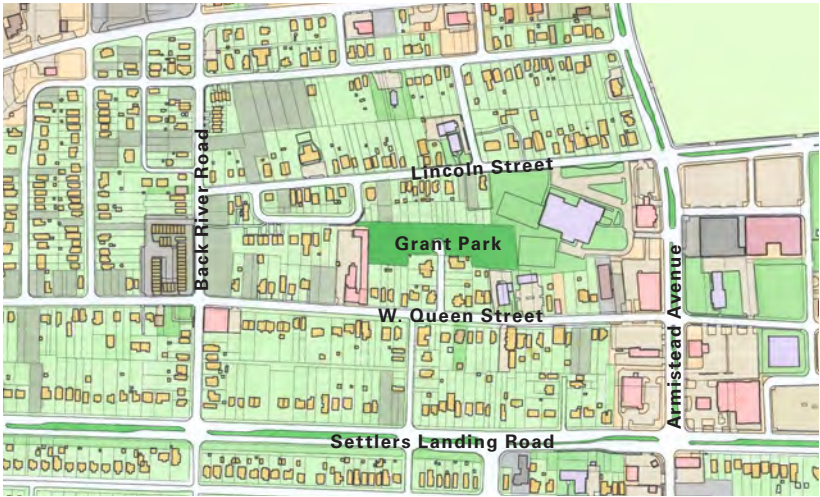 Lincoln Street
Back River Road
Grant Park
W. Queen Street
Armistead Avenue
Settlers Landing Road